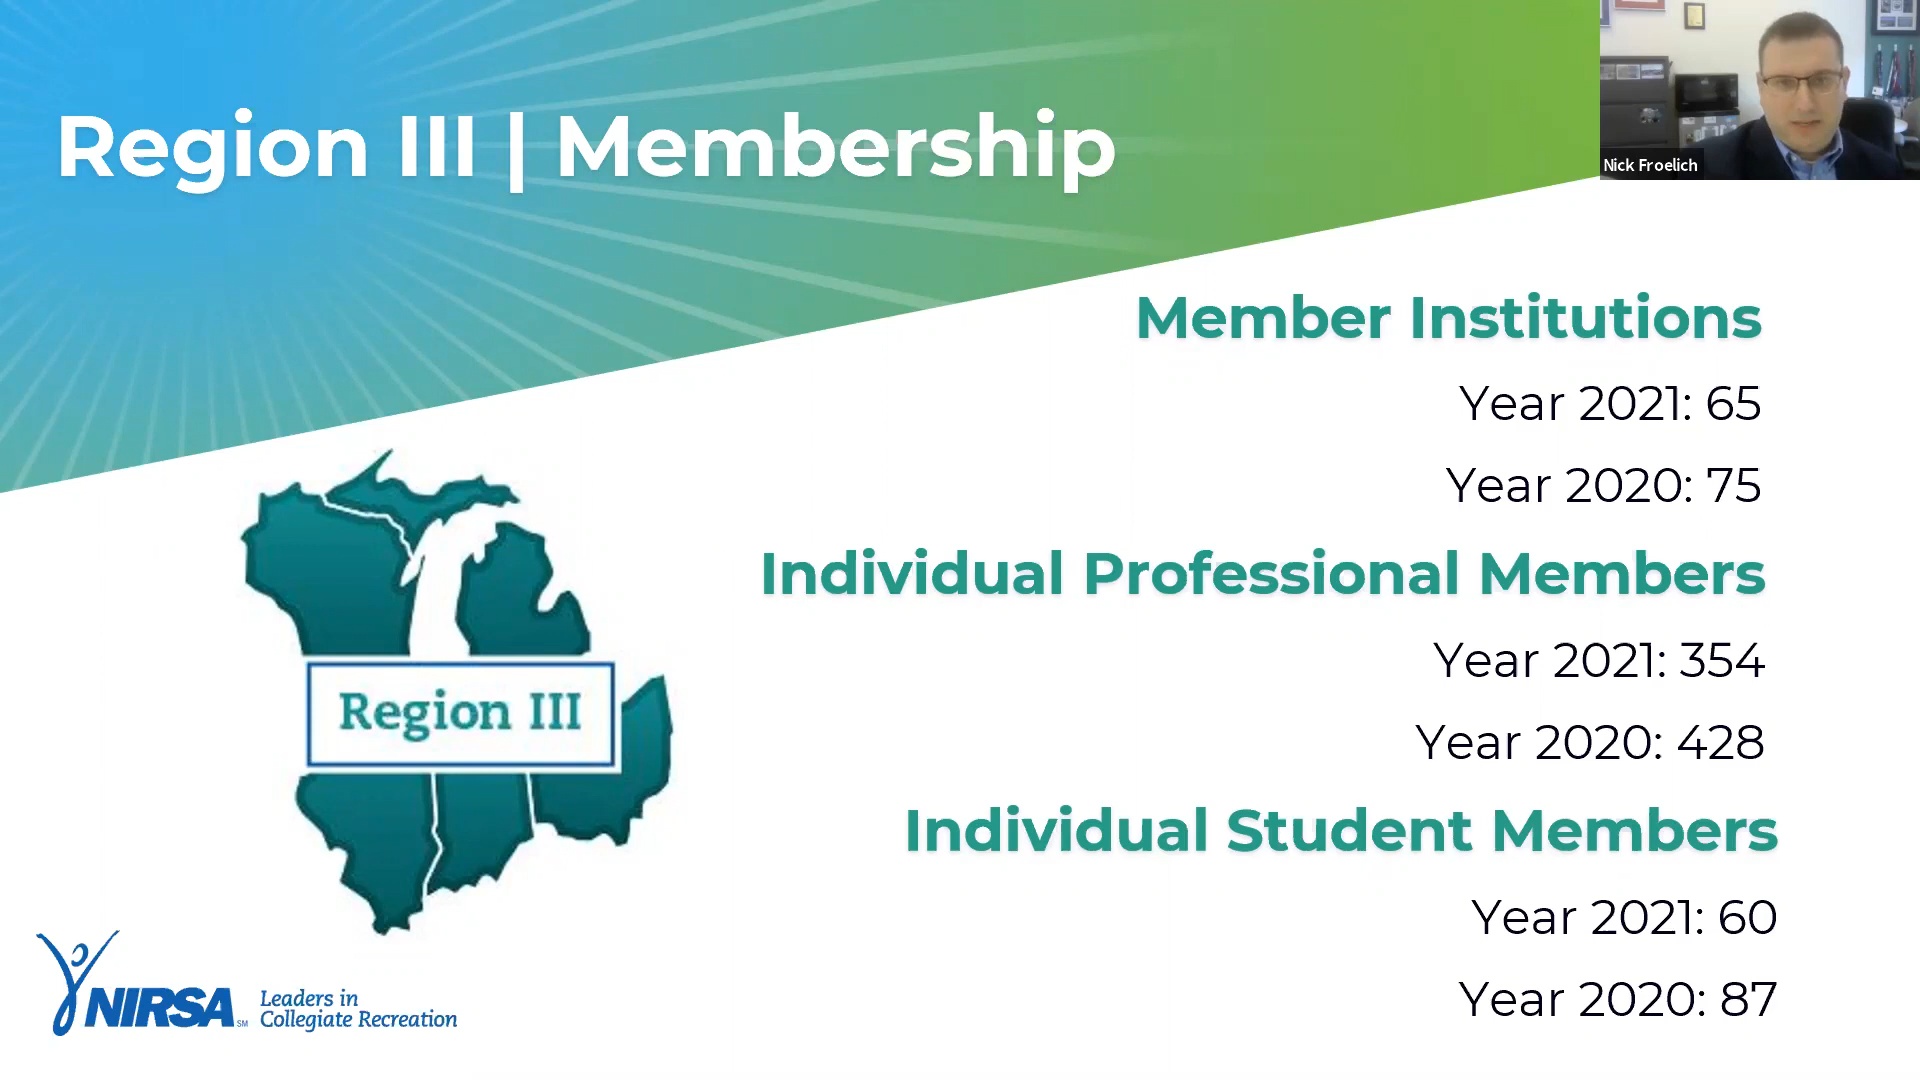 Region III | Membership
Nick Froelich
Member Institutions
Year 2021: 65
Year 2020: 75
Individual Professional Members
Year 2021: 354
Year 2020: 428
Individual Student Members
Year 2021: 60
Year 2020: 87
Region III
NIRSA SM
Leaders in
Collegiate Recreation